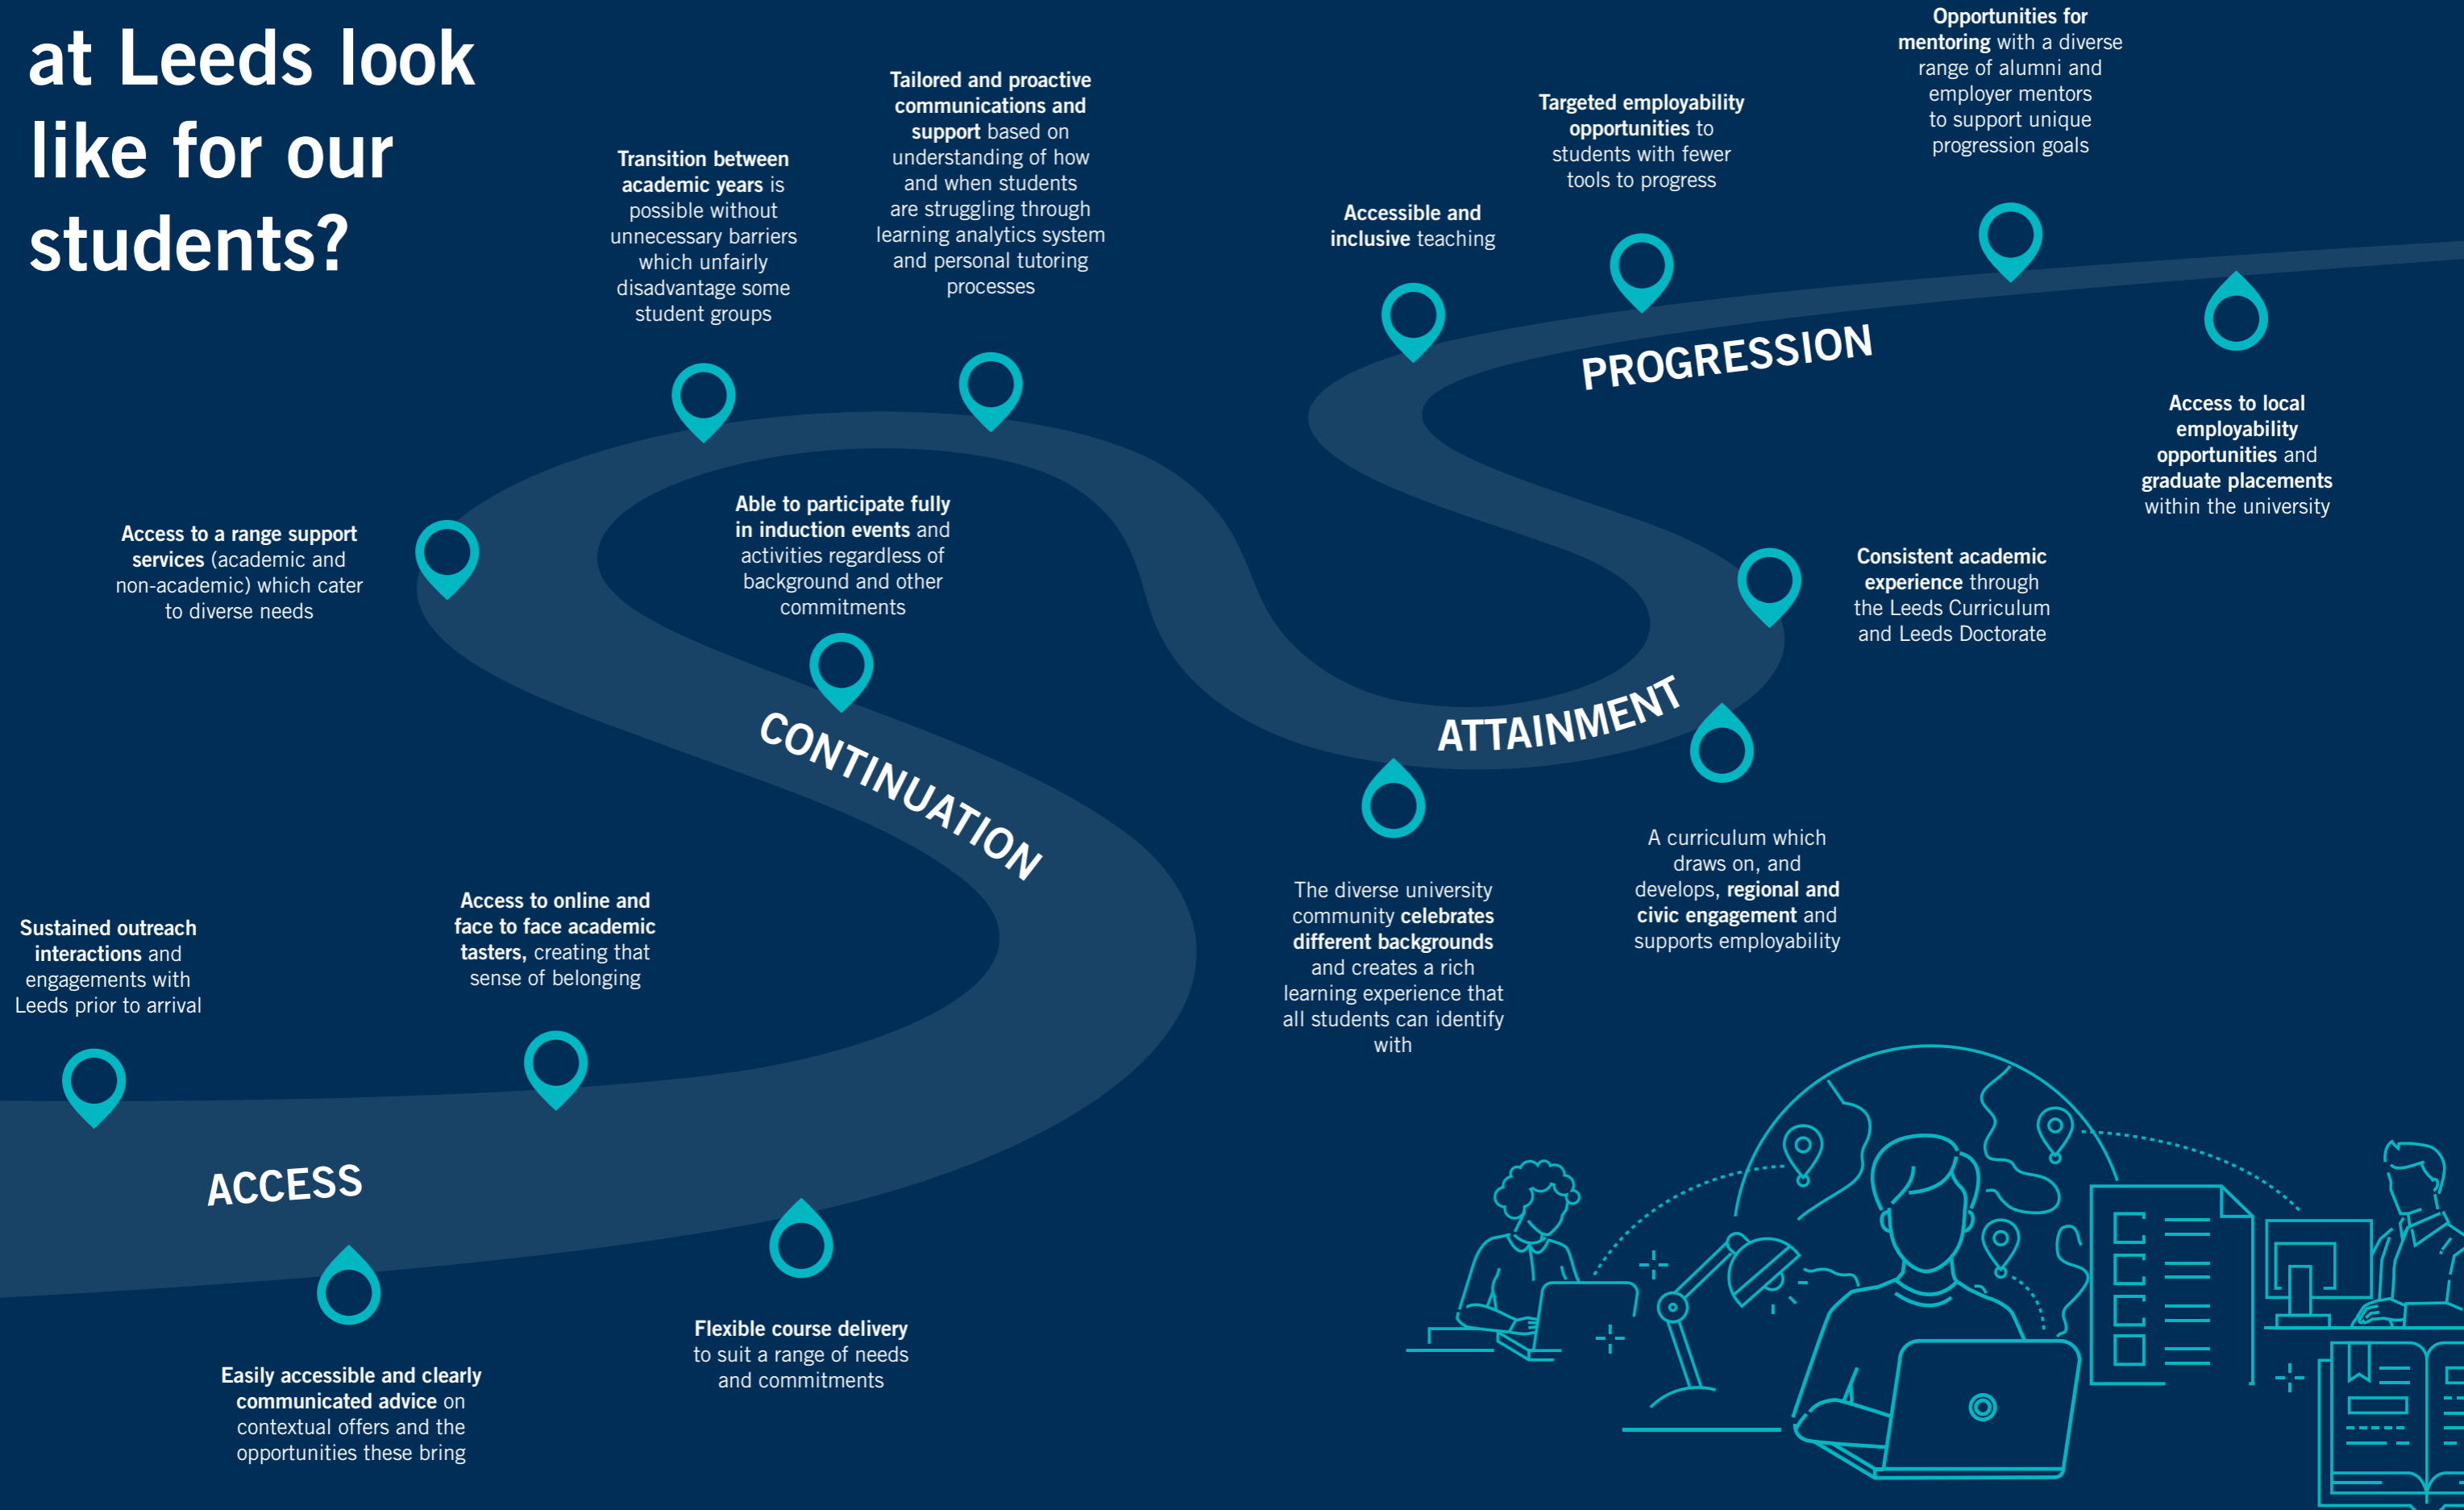 at Leeds look
like for our
students?
Sustained outreach
interactions and
engagements with
Leeds prior to arrival
Access to online and
face to face academic
tasters, creating that
sense of belonging
ACCESS
Easily accessible and clearly
communicated advice on
contextual offers and the
opportunities these bring
Flexible course delivery
to suit a range of needs
and commitments
CONTINUATION
Able to participate fully
in induction events and
activities regardless of
background and other
commitments
Access to a range support
services (academic and
non-academic) which cater
to diverse needs
Transition between
academic years is
possible without
unnecessary barriers
which unfairly
disadvantage some
student groups
Tailored and proactive
communications and
support based on
understanding of how
and when students
are struggling through
learning analytics system
and personal tutoring
processes
ATTAINMENT
The diverse university
community celebrates
different backgrounds
and creates a rich
learning experience that
all students can identify
with
A curriculum which
draws on, and
develops, regional and
civic engagement and
supports employability
Consistent academic
experience through
the Leeds Curriculum
and Leeds Doctorate
Accessible and
inclusive teaching
PROGRESSION
Targeted employability
opportunities to
students with fewer
tools to progress
Opportunities for
mentoring with a diverse
range of alumni and
employer mentors
to support unique
progression goals
Access to local
employability
opportunities and
graduate placements
within the university